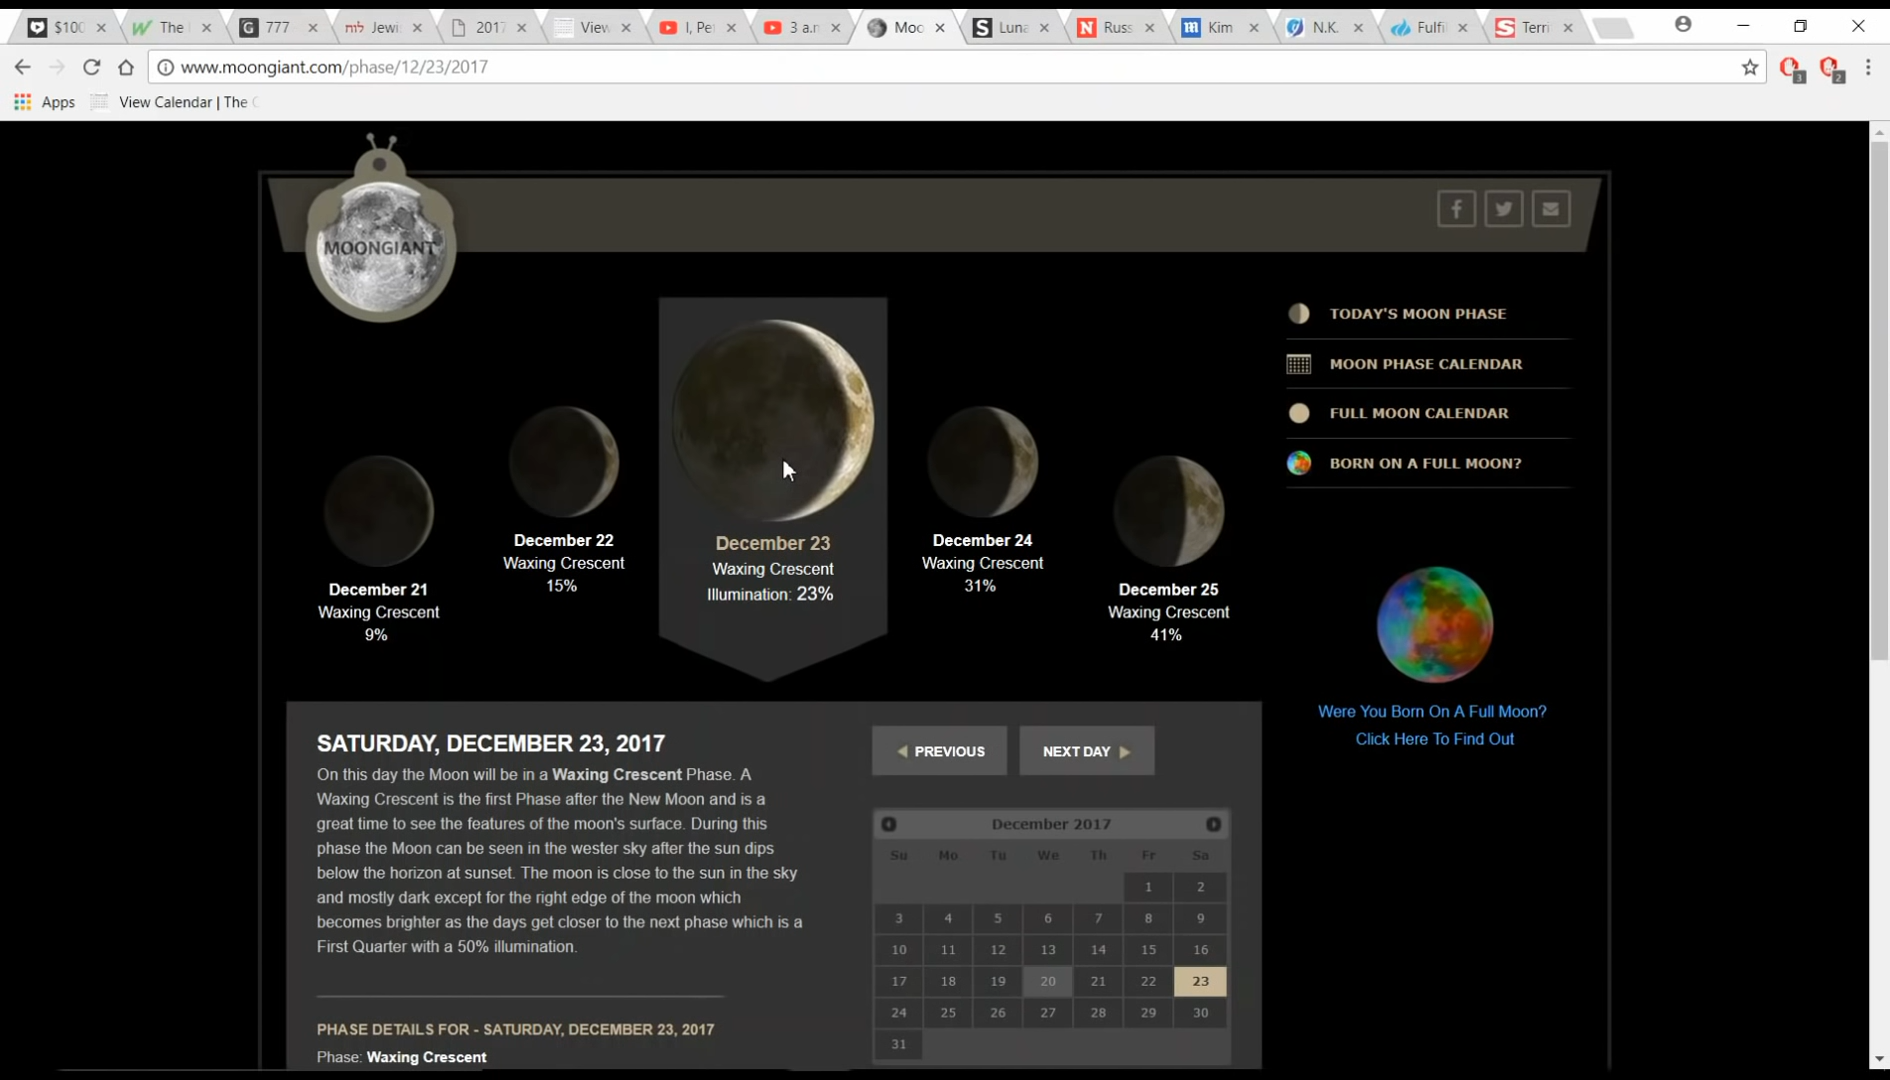 $100
The
777
Jewi
2017
View
I, Pet
3 a.m
Moo
Luna
Russ
Kim
N.K.
Fulfil
Terri
www.moongiant.com/phase/12/23/2017
3
2
Apps
View Calendar | The
MOONGIANT
TODAY'S MOON PHASE
MOON PHASE CALENDAR
FULL MOON CALENDAR
BORN ON A FULL MOON?
December 21
Waxing Crescent
9%
December 22
Waxing Crescent
15%
December 23
Waxing Crescent
Illumination: 23%
December 24
Waxing Crescent
31%
December 25
Waxing Crescent
41%
Were You Born On A Full Moon?
Click Here To Find Out
SATURDAY, DECEMBER 23, 2017
On this day the Moon will be in a Waxing Crescent Phase. A
Waxing Crescent is the first Phase after the New Moon and is a
great time to see the features of the moon's surface. During this
phase the Moon can be seen in the wester sky after the sun dips
below the horizon at sunset. The moon is close to the sun in the sky
and mostly dark except for the right edge of the moon which
becomes brighter as the days get closer to the next phase which is a
First Quarter with a 50% illumination.
PHASE DETAILS FOR - SATURDAY, DECEMBER 23, 2017
Phase: Waxing Crescent
PREVIOUS
NEXT DAY
December 2017
Su Mo Tu We Th Fr Sa
1 2
3 4 5 6 7 8 9
10 11 12 13 14 15 16
17 18 19 20 21 22 23
24 25 26 27 28 29 30
31